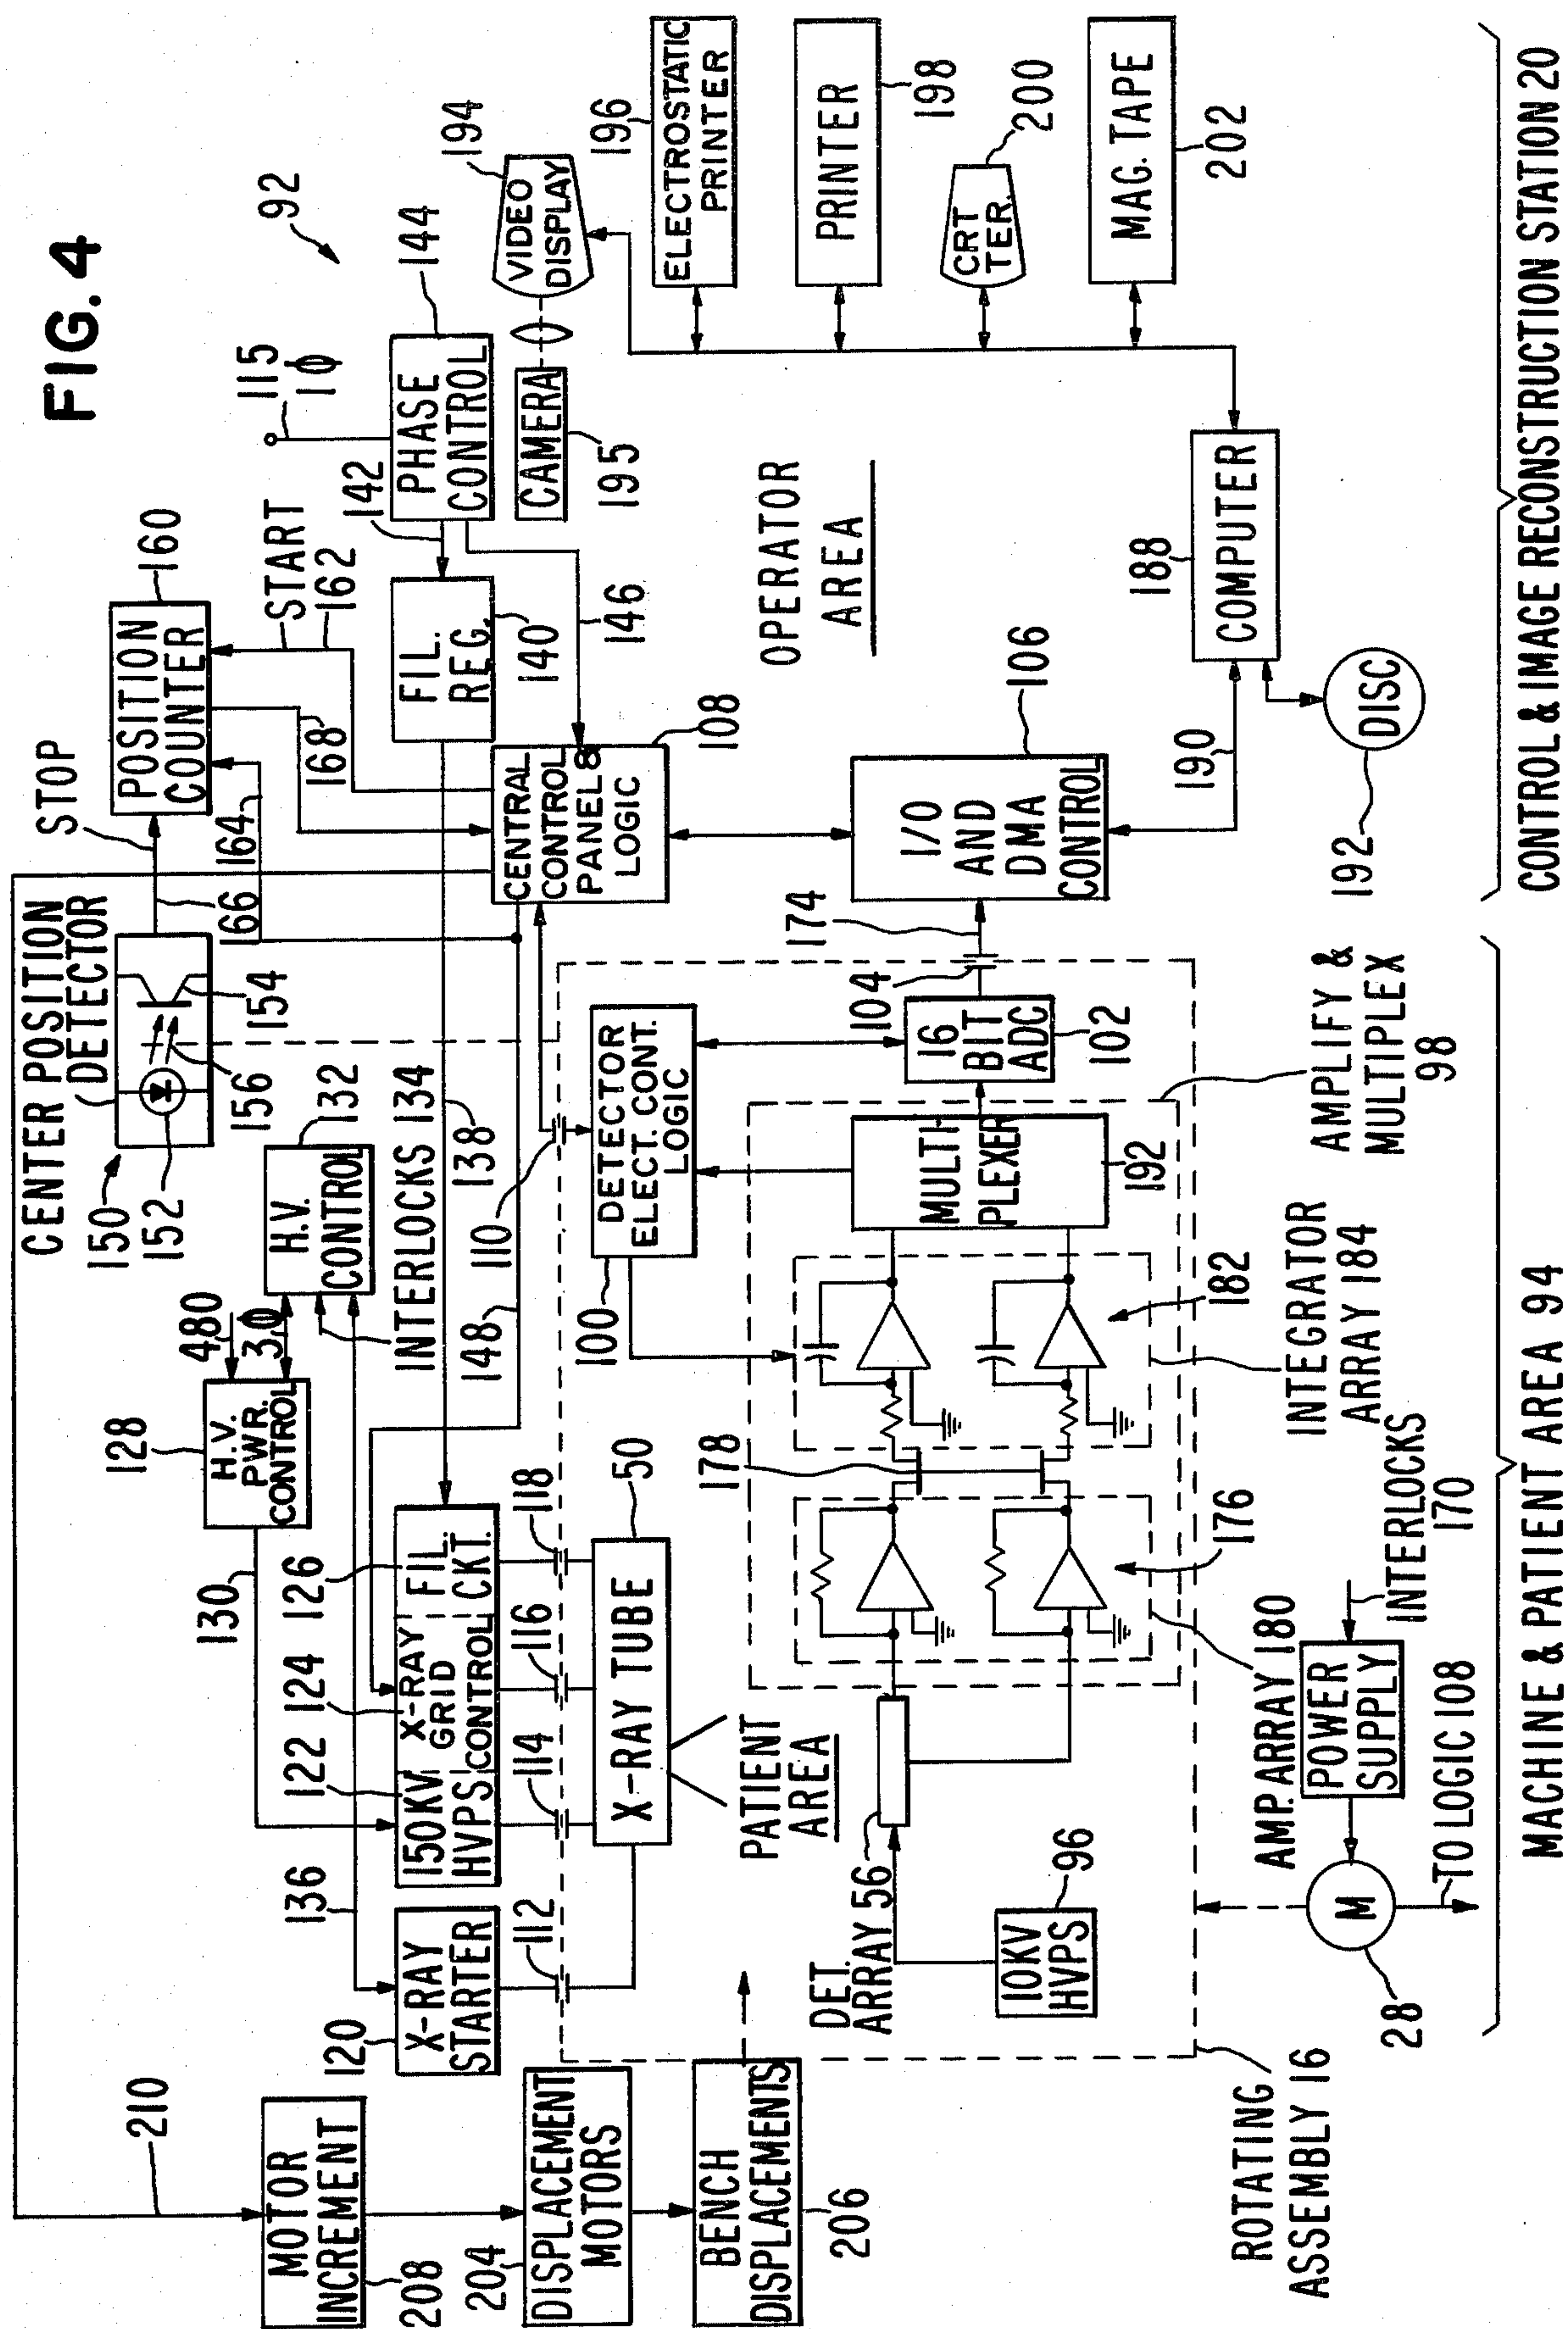 FIG. 4
92
210
MOTOR
INCREMENT
208
DISPLACEMENT
MOTORS
204
BENCH
DISPLACEMENTS
206
ROTATING
ASSEMBLY 16
X-RAY
STARTER
120
136
112
150KV
HVPS
122
X-RAY
GRID
CONTROL
124
FIL.
CKT.
126
130
114
116
118
X-RAY TUBE
50
PATIENT
AREA
H.V.
PWR.
CONTROL
128
480
3Φ
H.V.
CONTROL
132
INTERLOCKS 134
138
148
110
CENTER POSITION
DETECTOR
150
152
156
154
STOP
166
164
POSITION
COUNTER
160
START
162
168
115
1Φ
PHASE
CONTROL
144
142
FIL.
REG.
140
146
CENTRAL
CONTROL
PANEL &
LOGIC
108
CAMERA
195
VIDEO
DISPLAY
194
ELECTROSTATIC
PRINTER
196
PRINTER
198
CRT
TER.
200
MAG. TAPE
202
OPERATOR
AREA
COMPUTER
188
190
DISC
192
I/O
AND
DMA
CONTROL
106
174
104
16
BIT
ADC
102
DETECTOR
ELECT. CONT.
LOGIC
100
MULTI-
PLEXER
192
AMPLIFY &
MULTIPLEX
98
182
INTEGRATOR
ARRAY 184
178
176
AMP. ARRAY 180
DET.
ARRAY 56
10KV
HVPS
96
INTERLOCKS
170
POWER
SUPPLY
M
28
TO LOGIC 108
MACHINE & PATIENT AREA 94
CONTROL & IMAGE RECONSTRUCTION STATION 20